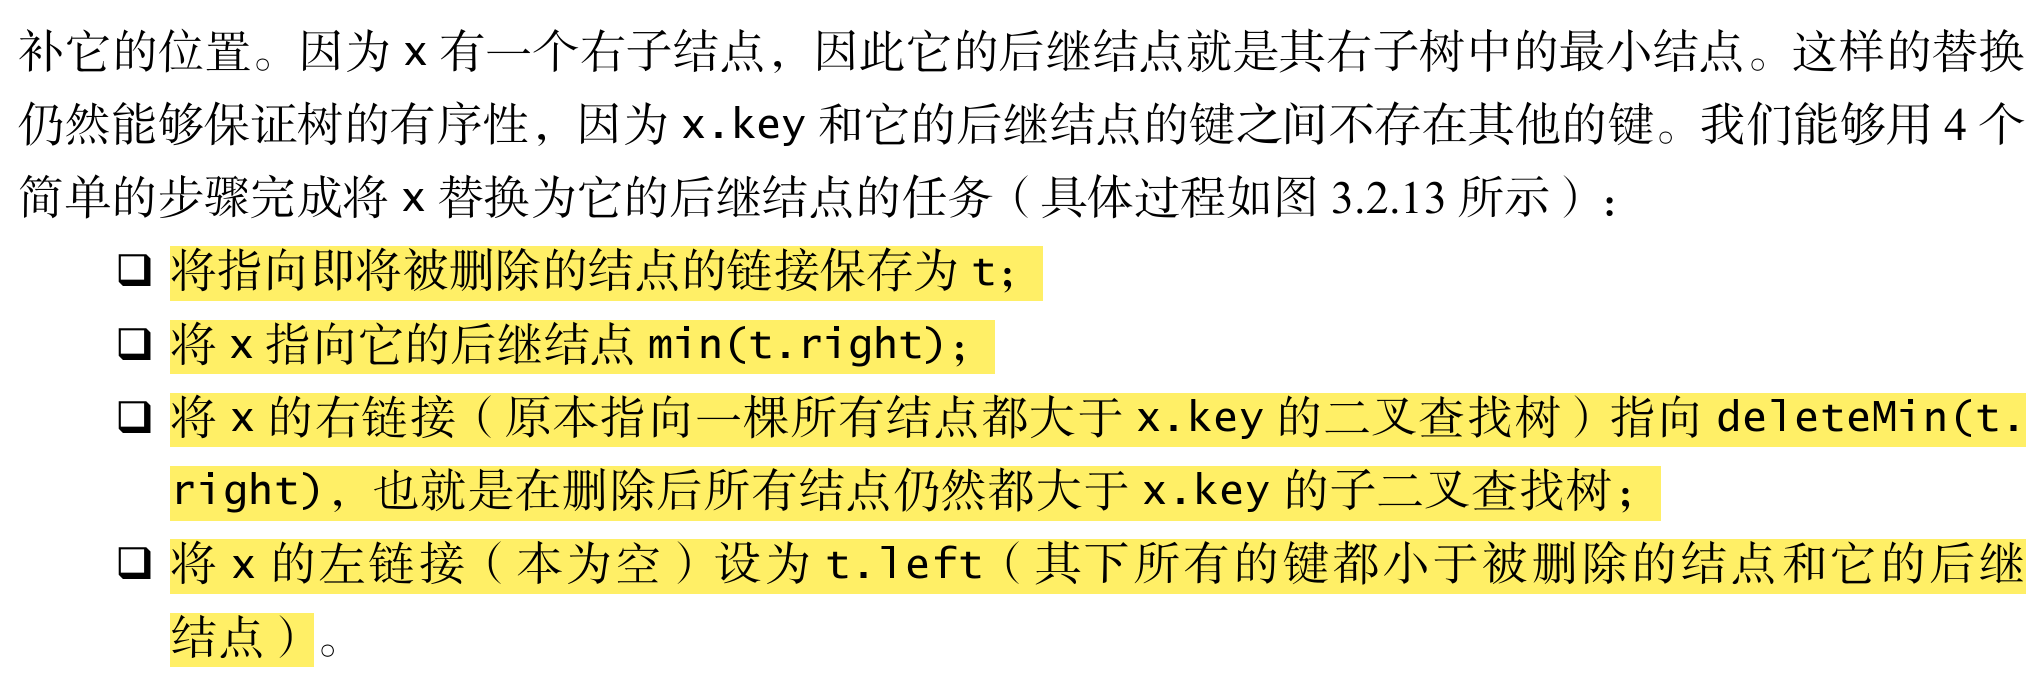 补它的位置。因为 x 有一个右子结点，因此它的后继结点就是其右子树中的最小结点。这样的替换
仍然能够保证树的有序性，因为 x.key 和它的后继结点的键之间不存在其他的键。我们能够用 4 个
简单的步骤完成将 x 替换为它的后继结点的任务（具体过程如图 3.2.13 所示）：
❑ 将指向即将被删除的结点的链接保存为 t；
❑ 将 x 指向它的后继结点 min(t.right)；
❑ 将 x 的右链接（原本指向一棵所有结点都大于 x.key 的二叉查找树）指向 deleteMin(t.
right)，也就是在删除后所有结点仍然都大于 x.key 的子二叉查找树；
❑ 将 x 的左链接（本为空）设为 t.left（其下所有的键都小于被删除的结点和它的后继
结点）。